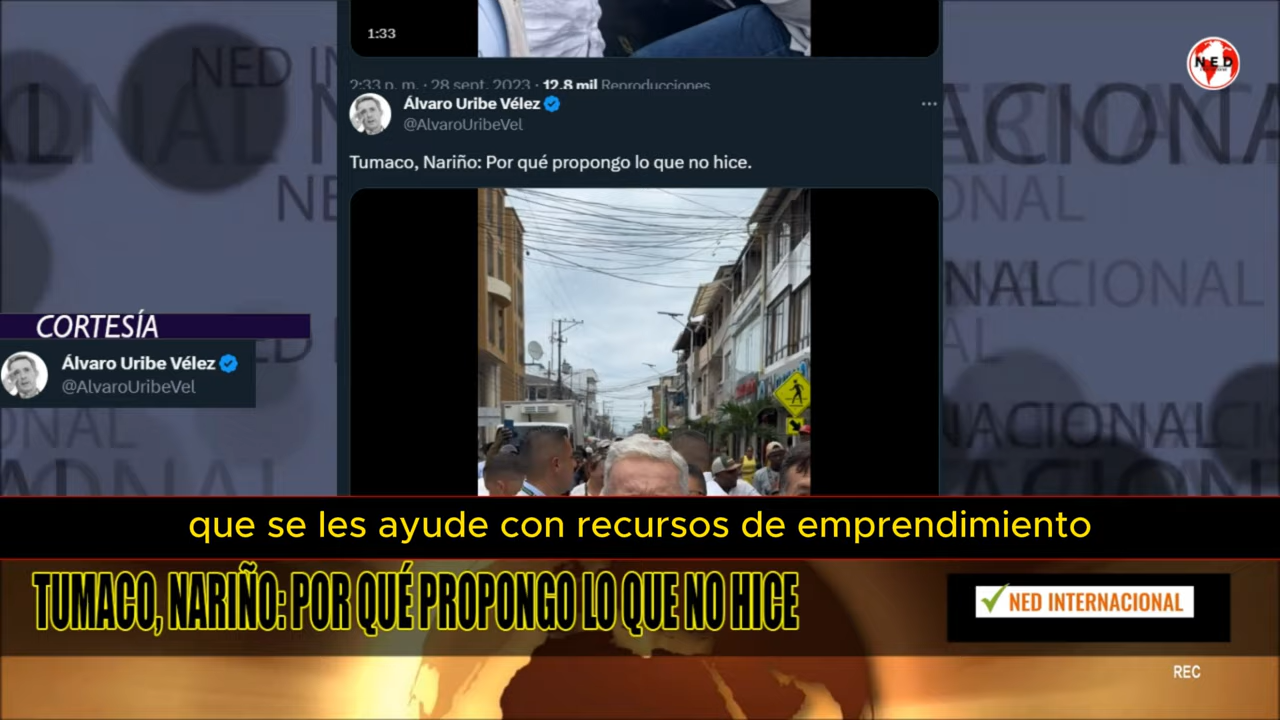 1:33
NED
2:33 p. m. · 28 sept. 2023 · 12,8 mil Reproducciones
Álvaro Uribe Vélez
@AlvaroUribeVel
Tumaco, Nariño: Por qué propongo lo que no hice.
CORTESÍA
Álvaro Uribe Vélez
@AlvaroUribeVel
que se les ayude con recursos de emprendimiento
TUMACO, NARIÑO: POR QUÉ PROPONGO LO QUE NO HICE
NED INTERNACIONAL
REC